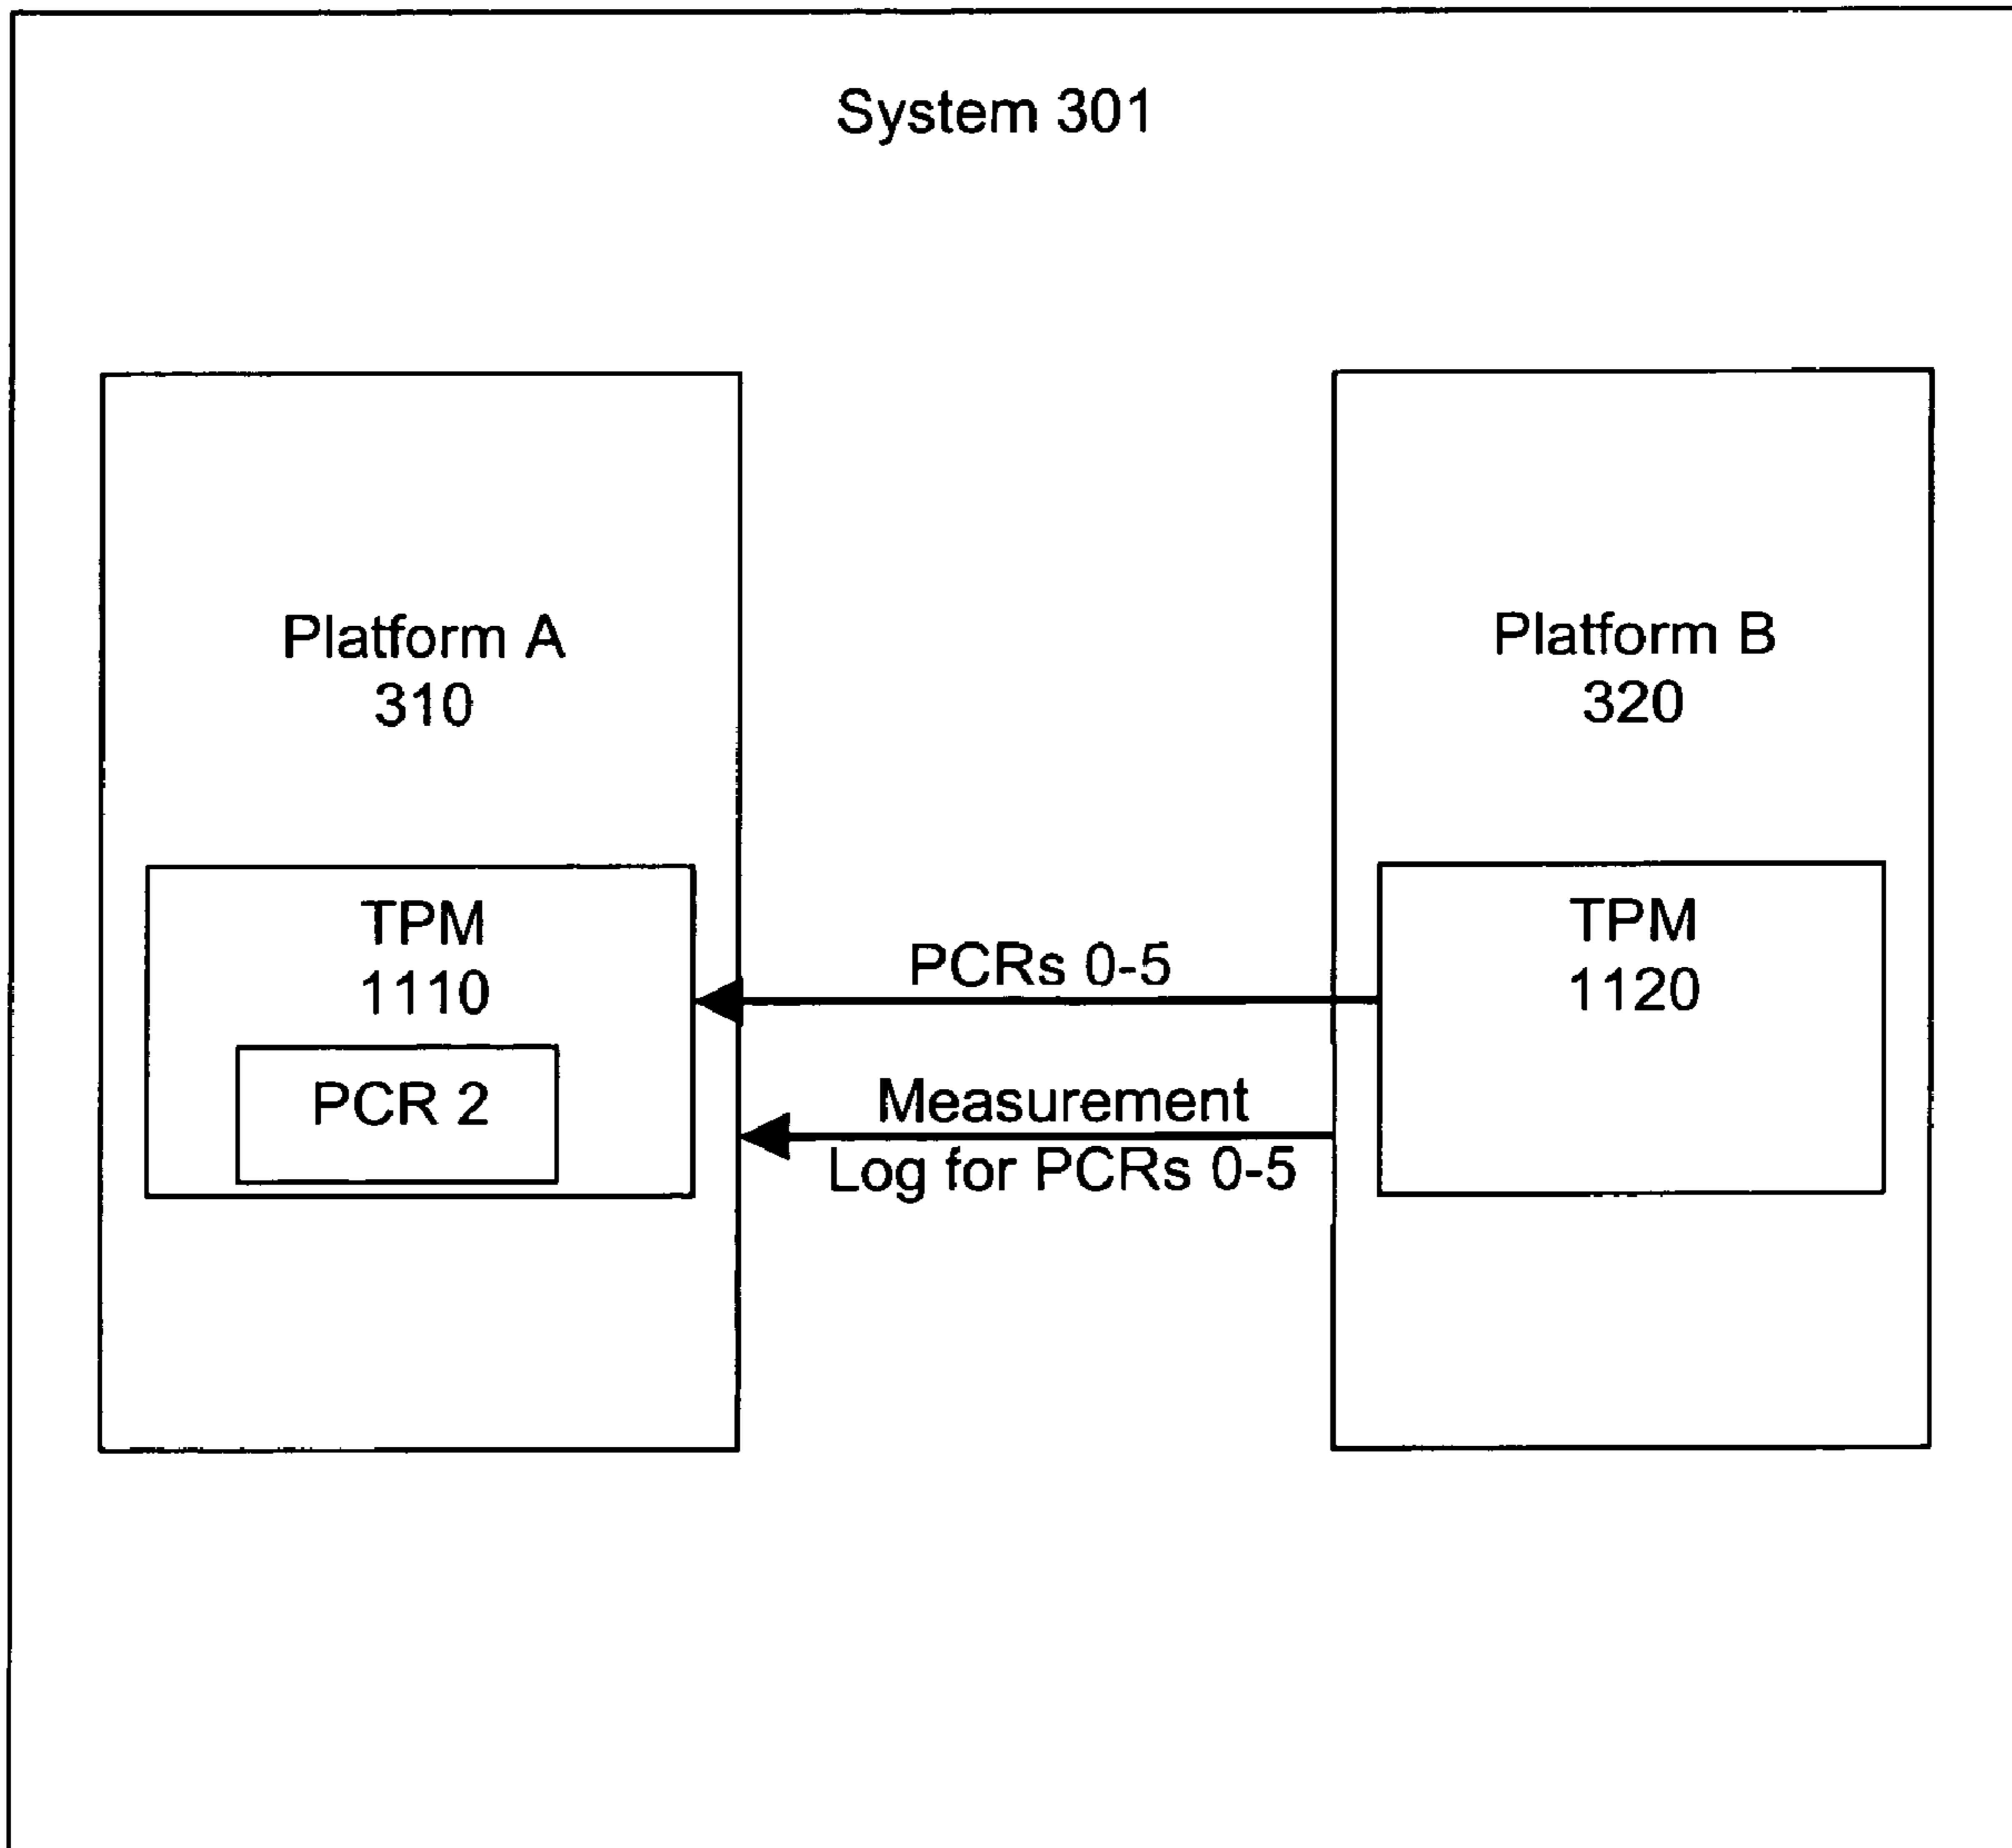 System 301
Platform A
310
Platform B
320
TPM
1110
PCR 2
PCRs 0-5
Measurement
Log for PCRs 0-5
TPM
1120